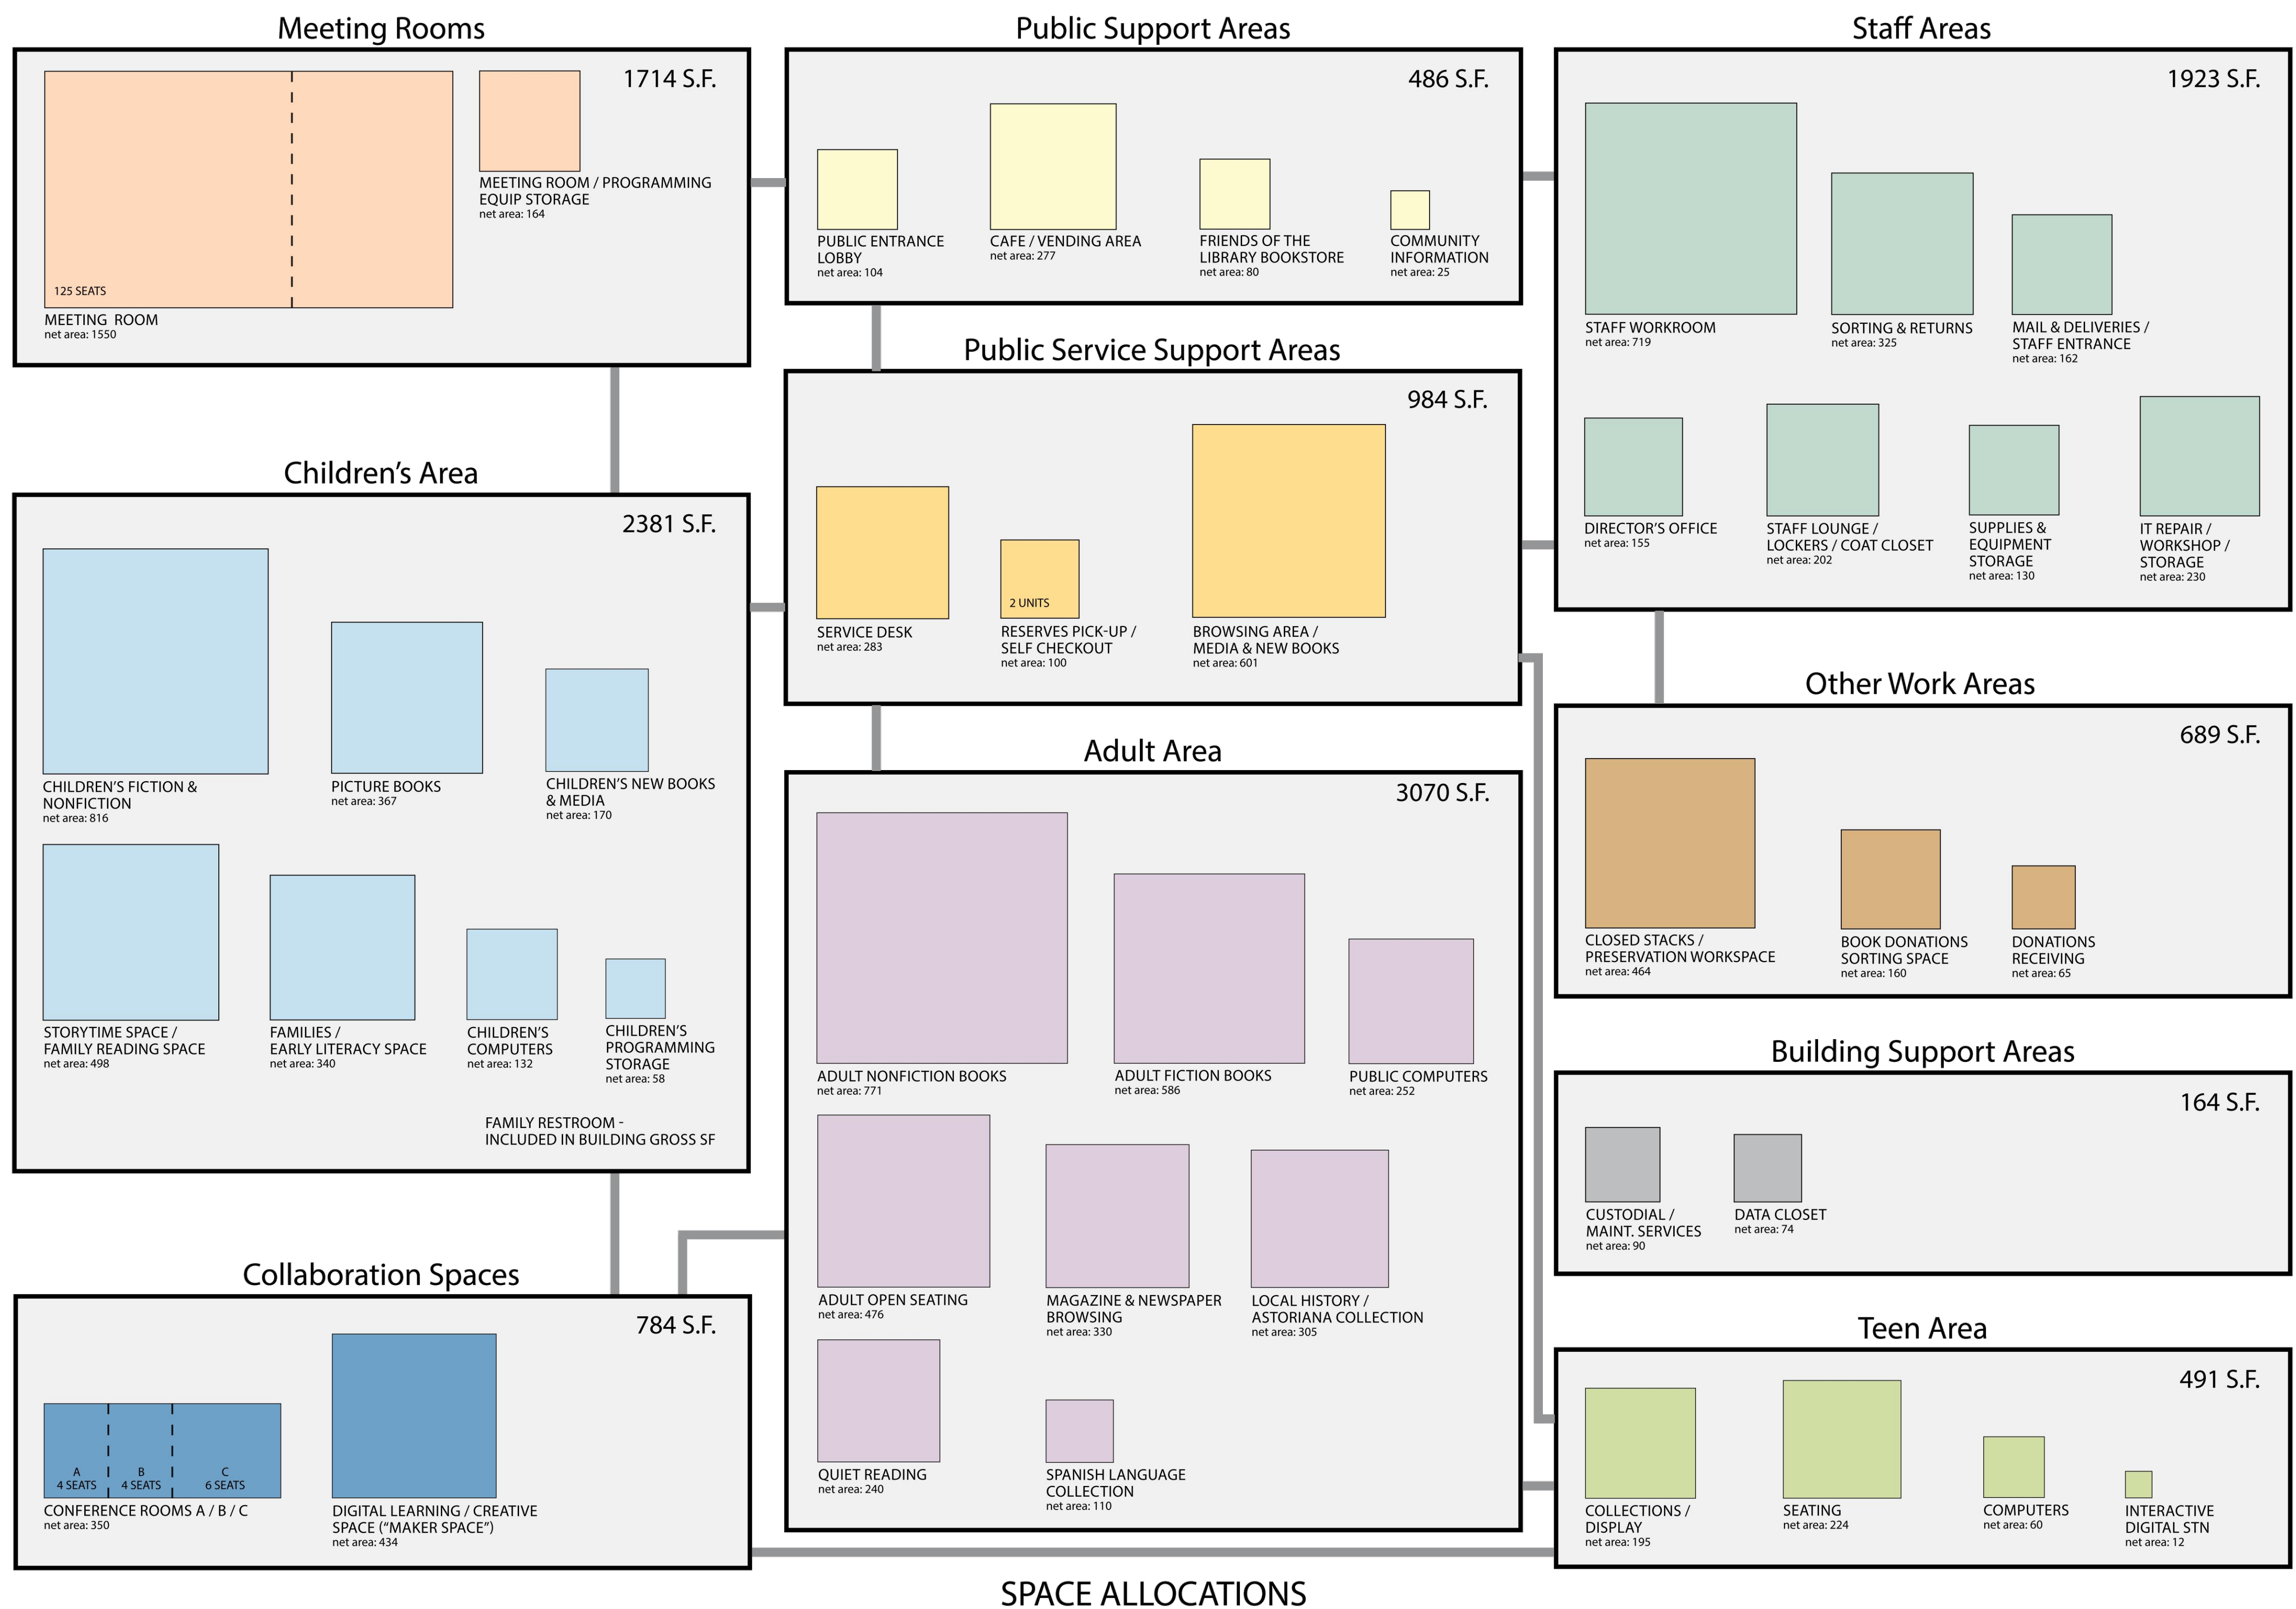 Meeting Rooms
1714 S.F.
125 SEATS
MEETING ROOM
net area: 1550
MEETING ROOM / PROGRAMMING
EQUIP STORAGE
net area: 164
Public Support Areas
486 S.F.
PUBLIC ENTRANCE
LOBBY
net area: 104
CAFE / VENDING AREA
net area: 277
FRIENDS OF THE
LIBRARY BOOKSTORE
net area: 80
COMMUNITY
INFORMATION
net area: 25
Staff Areas
1923 S.F.
STAFF WORKROOM
net area: 719
SORTING & RETURNS
net area: 325
MAIL & DELIVERIES /
STAFF ENTRANCE
net area: 162
DIRECTOR'S OFFICE
net area: 155
STAFF LOUNGE /
LOCKERS / COAT CLOSET
net area: 202
SUPPLIES &
EQUIPMENT
STORAGE
net area: 130
IT REPAIR /
WORKSHOP /
STORAGE
net area: 230
Public Service Support Areas
984 S.F.
SERVICE DESK
net area: 283
2 UNITS
RESERVES PICK-UP /
SELF CHECKOUT
net area: 100
BROWSING AREA /
MEDIA & NEW BOOKS
net area: 601
Children's Area
2381 S.F.
CHILDREN'S FICTION &
NONFICTION
net area: 816
PICTURE BOOKS
net area: 367
CHILDREN'S NEW BOOKS
& MEDIA
net area: 170
STORYTIME SPACE /
FAMILY READING SPACE
net area: 498
FAMILIES /
EARLY LITERACY SPACE
net area: 340
CHILDREN'S
COMPUTERS
net area: 132
CHILDREN'S
PROGRAMMING
STORAGE
net area: 58
FAMILY RESTROOM -
INCLUDED IN BUILDING GROSS SF
Adult Area
3070 S.F.
ADULT NONFICTION BOOKS
net area: 771
ADULT FICTION BOOKS
net area: 586
PUBLIC COMPUTERS
net area: 252
ADULT OPEN SEATING
net area: 476
MAGAZINE & NEWSPAPER
BROWSING
net area: 330
LOCAL HISTORY /
ASTORIANA COLLECTION
net area: 305
QUIET READING
net area: 240
SPANISH LANGUAGE
COLLECTION
net area: 110
Other Work Areas
689 S.F.
CLOSED STACKS /
PRESERVATION WORKSPACE
net area: 464
BOOK DONATIONS
SORTING SPACE
net area: 160
DONATIONS
RECEIVING
net area: 65
Building Support Areas
164 S.F.
CUSTODIAL /
MAINT. SERVICES
net area: 90
DATA CLOSET
net area: 74
Collaboration Spaces
784 S.F.
A
4 SEATS
B
4 SEATS
C
6 SEATS
CONFERENCE ROOMS A / B / C
net area: 350
DIGITAL LEARNING / CREATIVE
SPACE ("MAKER SPACE")
net area: 434
Teen Area
491 S.F.
COLLECTIONS /
DISPLAY
net area: 195
SEATING
net area: 224
COMPUTERS
net area: 60
INTERACTIVE
DIGITAL STN
net area: 12
SPACE ALLOCATIONS